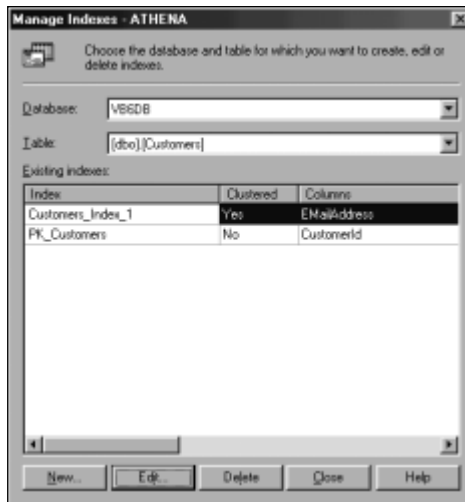 Manage Indexes - ATHENA
Choose the database and table for which you want to create, edit or
delete indexes.
Database: VB6DB
Table: [dbo].[Customers]
Existing indexes:
Index Clustered Columns
Customers_Index_1 Yes EMailAddress
PK_Customers No CustomerId
New... Edit... Delete Close Help